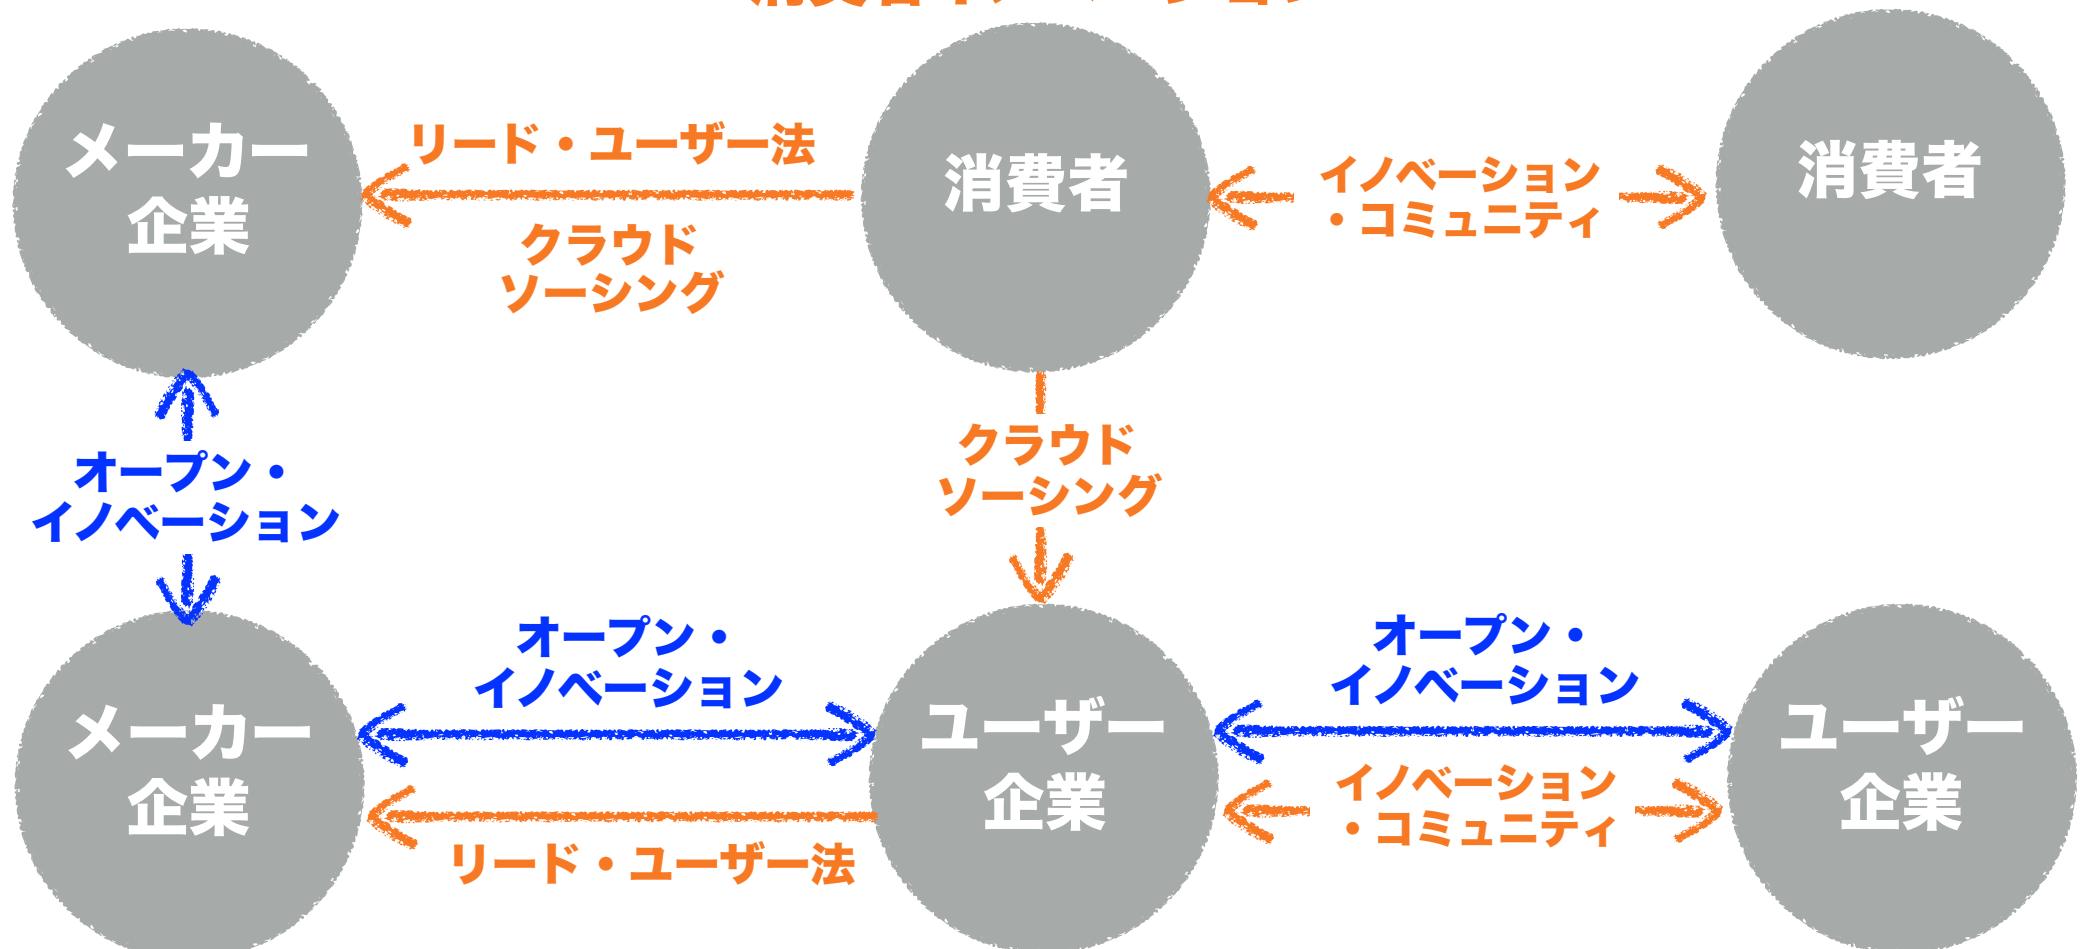 メーカー
企業
リード・ユーザー法
クラウド
ソーシング
消費者
イノベーション
・コミュニティ
消費者
オープン・
イノベーション
クラウド
ソーシング
メーカー
企業
オープン・
イノベーション
リード・ユーザー法
ユーザー
企業
オープン・
イノベーション
イノベーション
・コミュニティ
ユーザー
企業